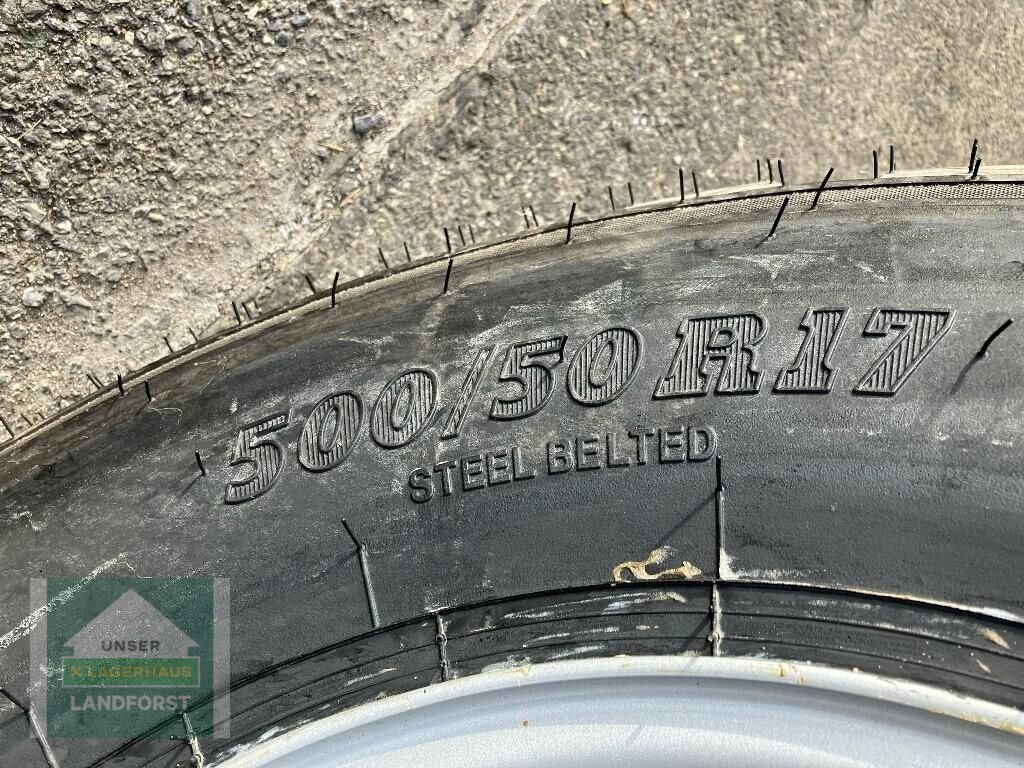 500/50 R17
STEEL BELTED
UNSER
X LAGERHAUS
LANDFORST